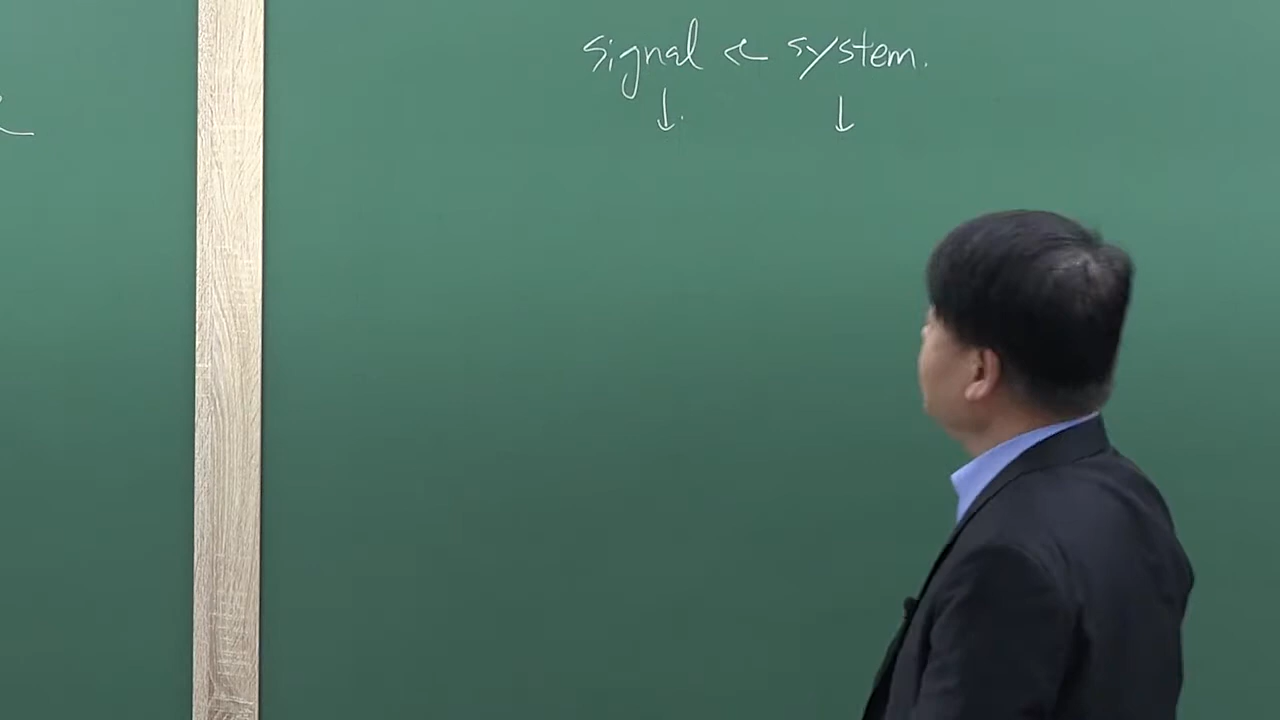 signal & system.
↓ ↓